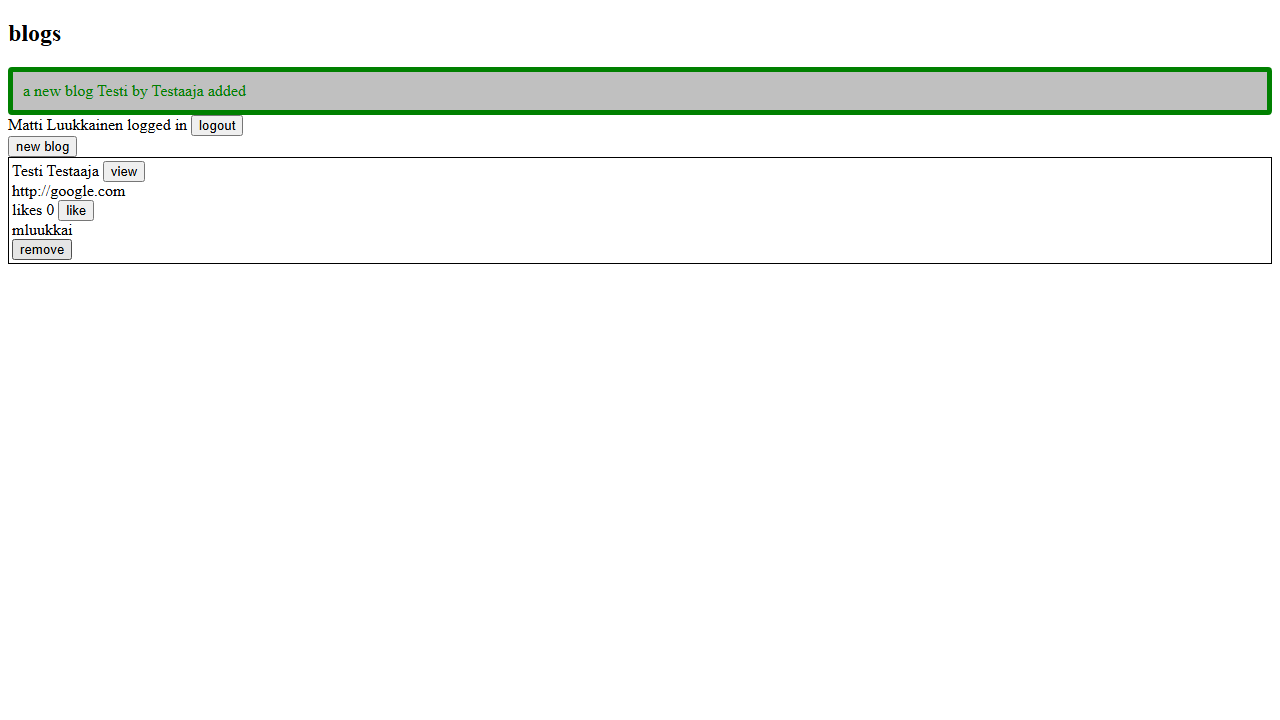 blogs
a new blog Testi by Testaaja added
Matti Luukkainen logged in logout
new blog
Testi Testaaja view
http://google.com
likes 0 like
mluukkai
remove